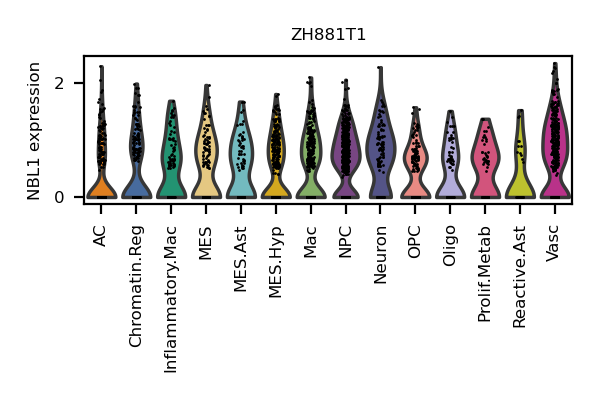 ZH881T1
NBL1 expression
2
0
AC
Chromatin.Reg
Inflammatory.Mac
MES
MES.Ast
MES.Hyp
Mac
NPC
Neuron
OPC
Oligo
Prolif.Metab
Reactive.Ast
Vasc